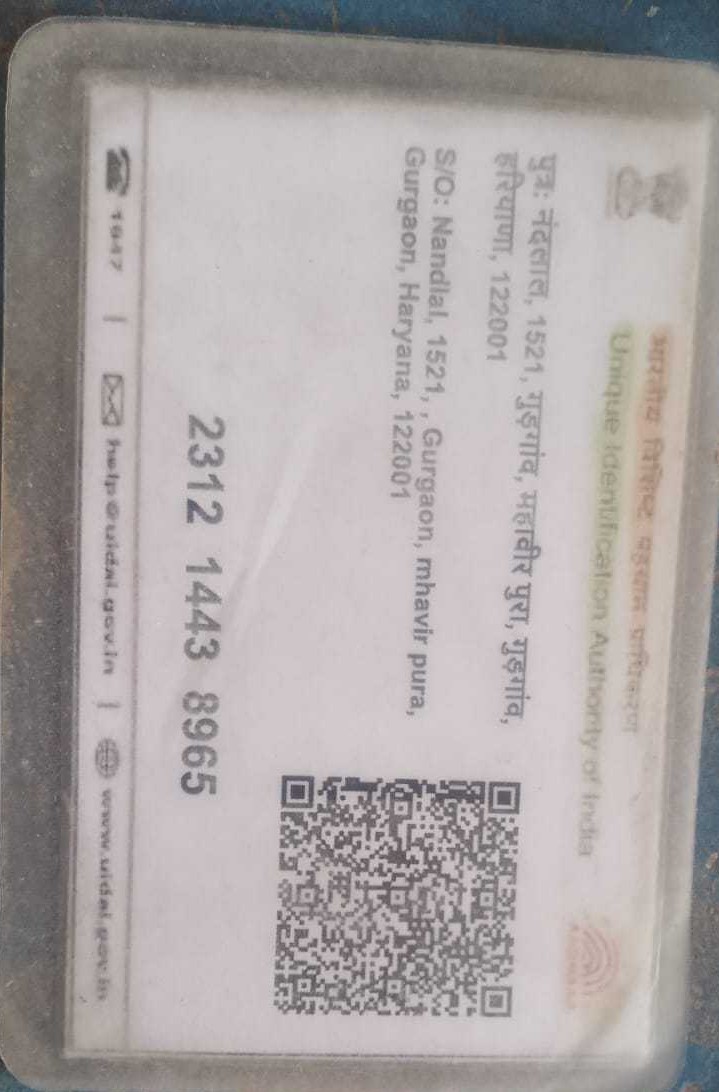 भारतीय विशिष्ट पहचान प्राधिकरण
Unique Identification Authority of India
पुत्र: नंदलाल, 1521, गुड़गांव, महावीर पुरा, गुड़गांव,
हरियाणा, 122001
S/O: Nandlal, 1521, , Gurgaon, mhavir pura,
Gurgaon, Haryana, 122001
2312 1443 8965
1947 | help@uidai.gov.in | www.uidai.gov.in